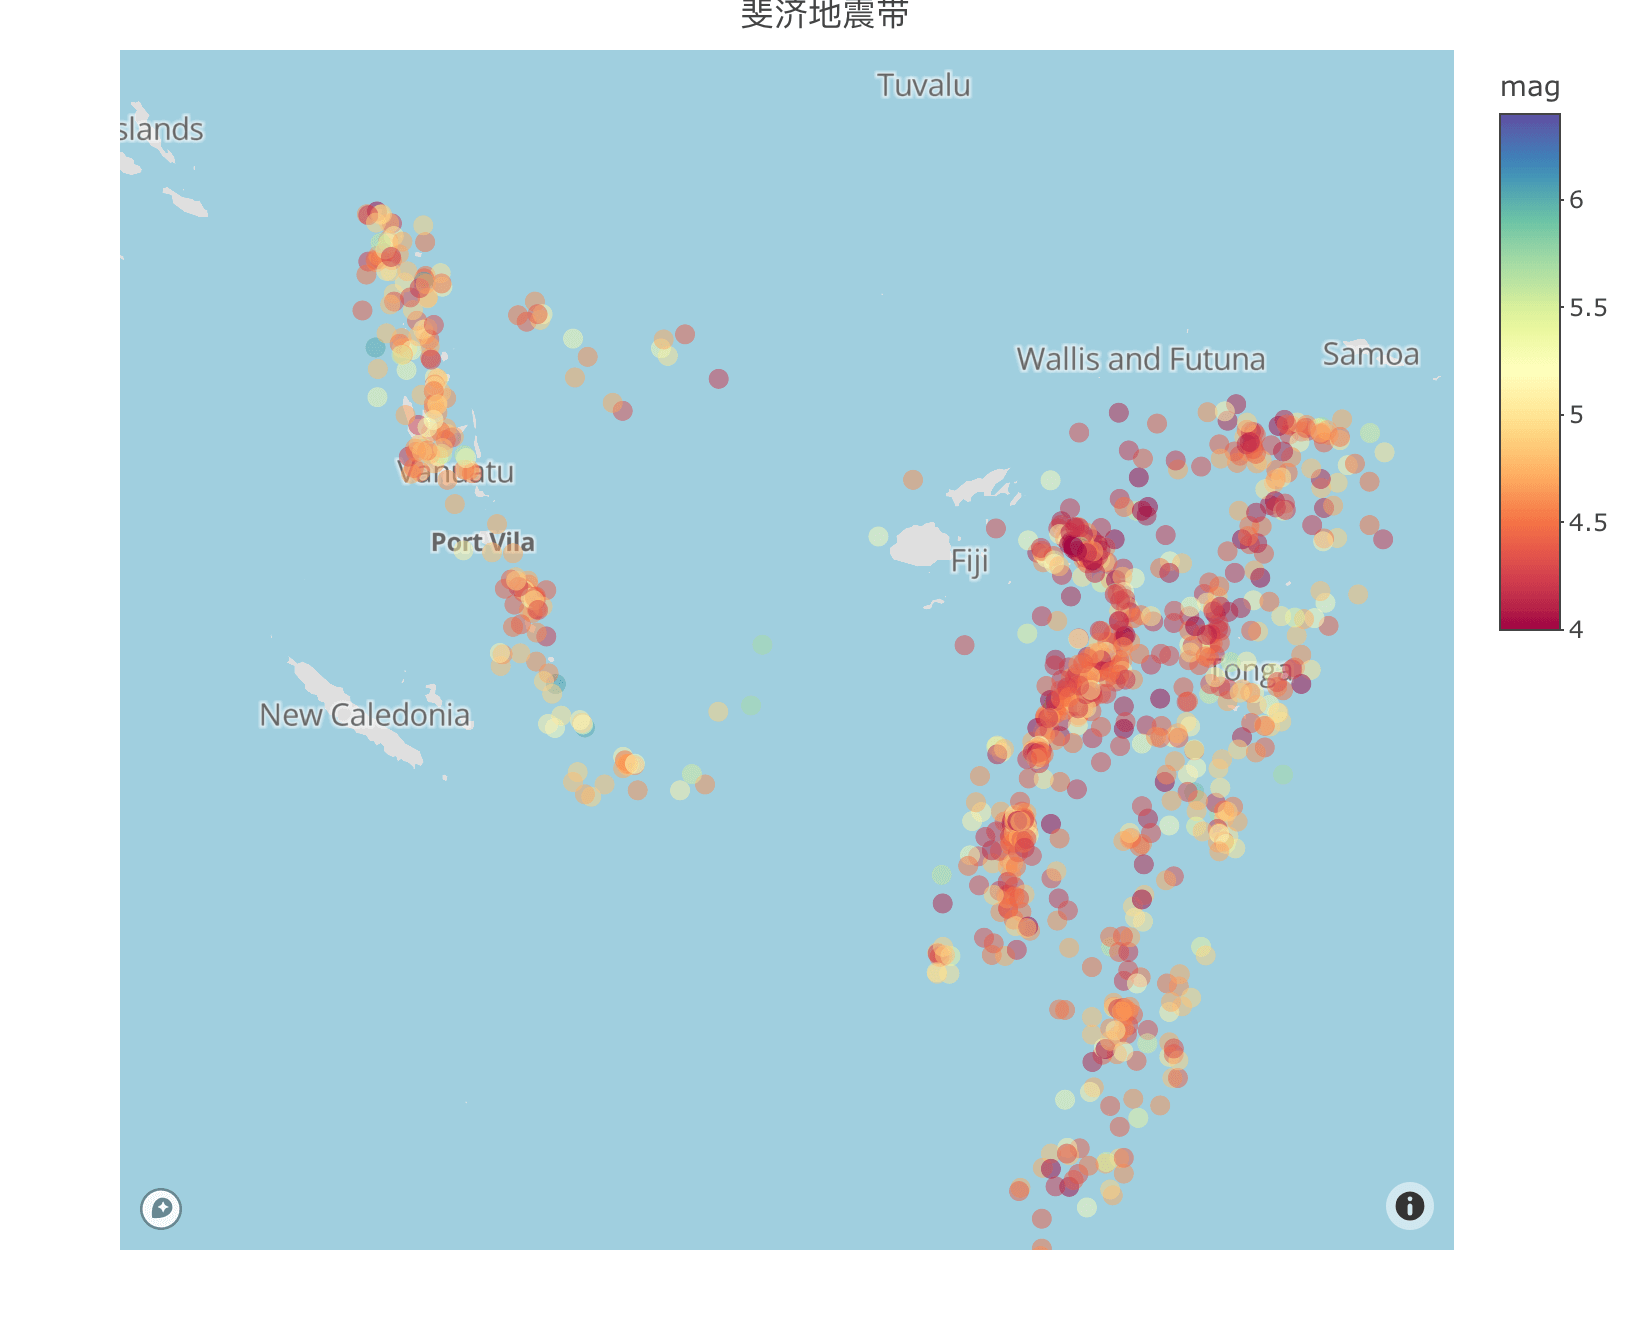 斐济地震带
Tuvalu
slands
mag
6
5.5
5
4.5
4
Wallis and Futuna
Samoa
Vanuatu
Port Vila
Fiji
Tonga
New Caledonia